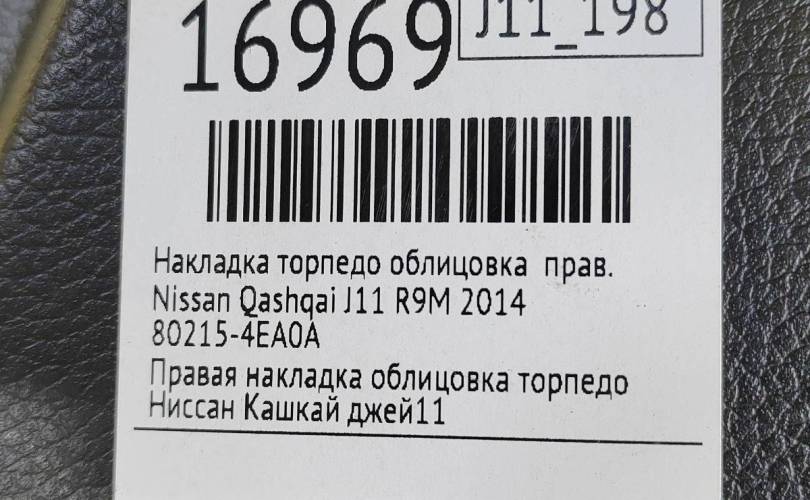 16969
J11_198
Накладка торпедо облицовка прав.
Nissan Qashqai J11 R9M 2014
80215-4EA0A
Правая накладка облицовка торпедо
Ниссан Кашкай джей11